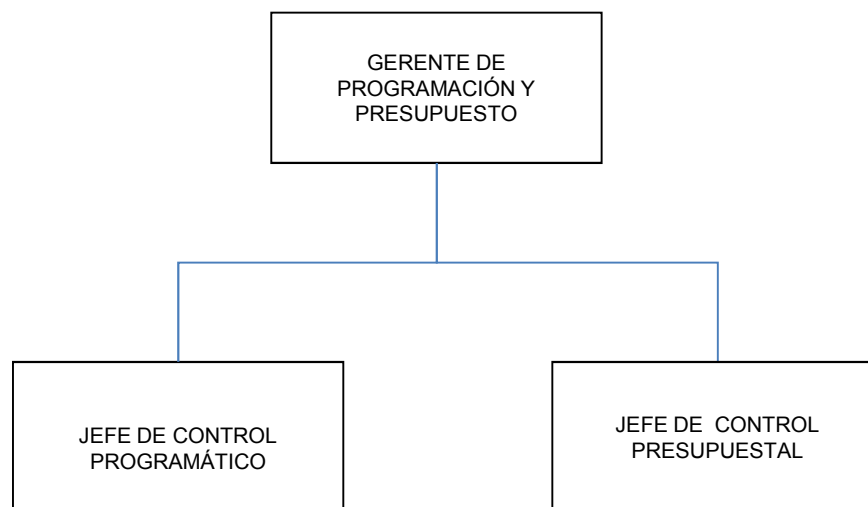 GERENTE DE
PROGRAMACIÓN Y
PRESUPUESTO
JEFE DE CONTROL
PROGRAMÁTICO
JEFE DE  CONTROL
PRESUPUESTAL